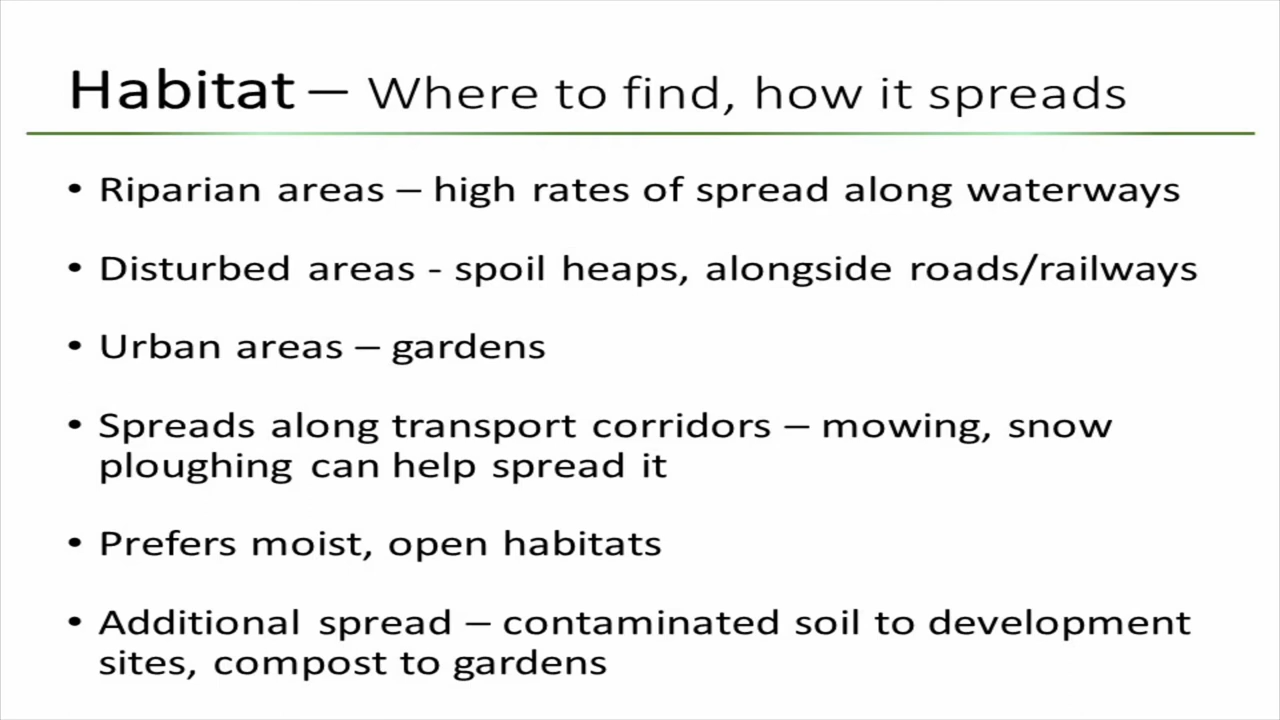 Habitat – Where to find, how it spreads
• Riparian areas – high rates of spread along waterways
• Disturbed areas - spoil heaps, alongside roads/railways
• Urban areas – gardens
• Spreads along transport corridors – mowing, snow
ploughing can help spread it
• Prefers moist, open habitats
• Additional spread – contaminated soil to development
sites, compost to gardens